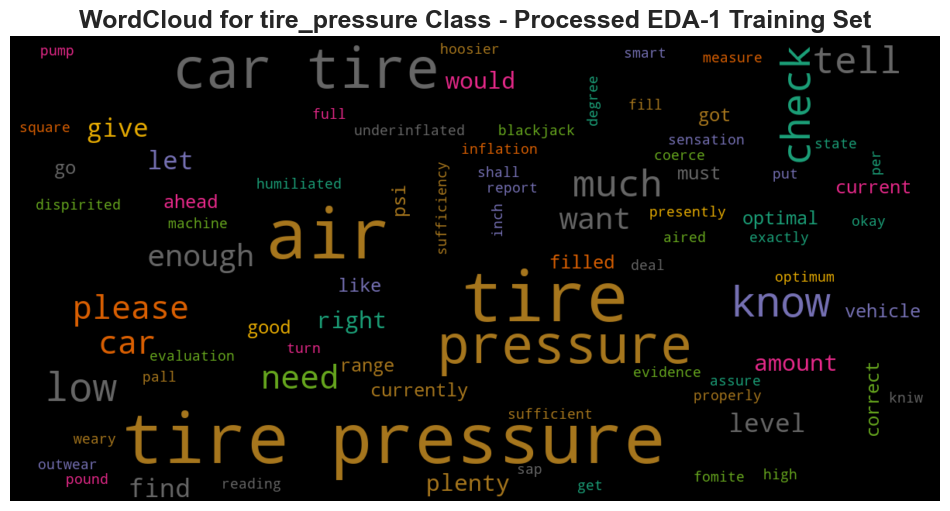 WordCloud for tire_pressure Class - Processed EDA-1 Training Set
pump
car tire
hoosier
would
smart
measure
check
tell
square
give
full
underinflated
blackjack
degree
fill
got
sensation
state
go
let
inflation
coerce
per
humiliated
psi
sufficiency
shall
report
inch
much
must
put
current
dispirited
ahead
machine
air
want
presently
optimal
okay
aired
exactly
enough
filled
deal
like
tire
optimum
please
know
vehicle
car
good
right
pressure
evaluation
turn
range
amount
low
pall
need
currently
evidence
assure
properly
correct
kniw
weary
tire pressure
sufficient
level
outwear
pound
find
reading
plenty
sap
get
fomite
high